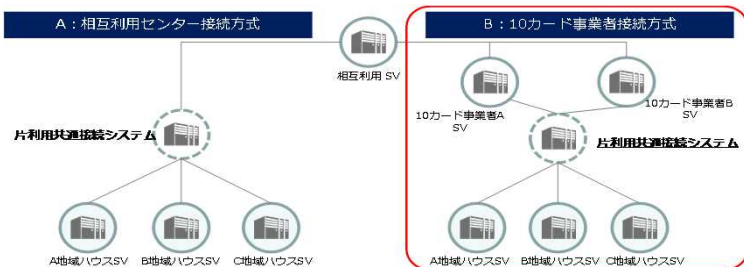 A：相互利用センター接続方式
B：10カード事業者接続方式
相互利用 SV
10カード事業者A
SV
10カード事業者B
SV
片利用共通接続システム
片利用共通接続システム
A地域ハウスSV
B地域ハウスSV
C地域ハウスSV
A地域ハウスSV
B地域ハウスSV
C地域ハウスSV